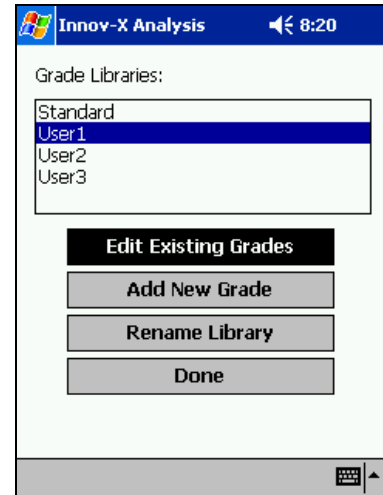 Innov-X Analysis 8:20
Grade Libraries:
Standard
User1
User2
User3
Edit Existing Grades
Add New Grade
Rename Library
Done